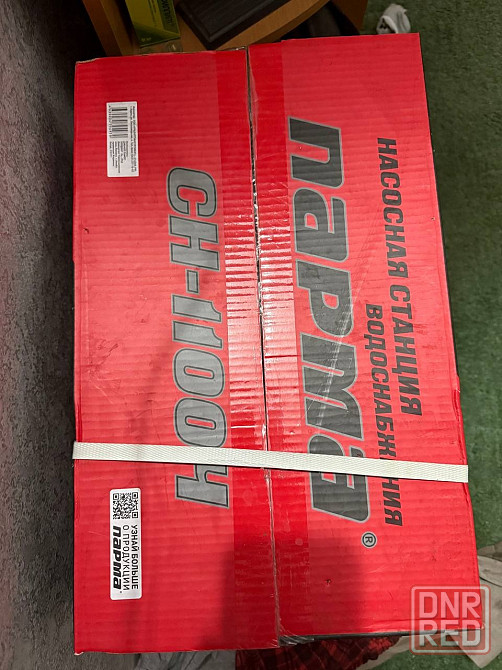 НАСОСНАЯ СТАНЦИЯ
ВОДОСНАБЖЕНИЯ
ПАРМА®
СН-1100Ч
УЗНАЙ БОЛЬШЕ
О ПРОДУКЦИИ
ПАРМА
DNR
RED